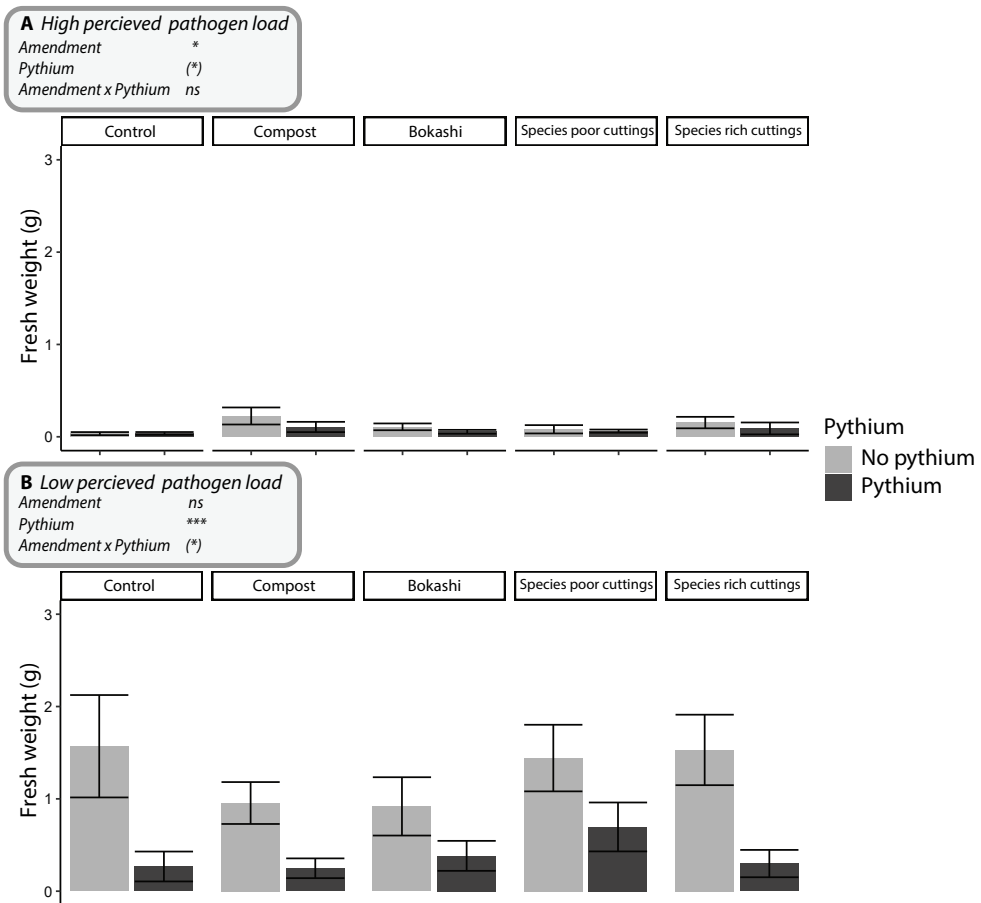 A High percieved pathogen load
Amendment *
Pythium (*)
Amendment x Pythium ns
Control Compost Bokashi Species poor cuttings Species rich cuttings
3
2
1
0
Fresh weight (g)
Pythium
No pythium
Pythium
B Low percieved pathogen load
Amendment ns
Pythium ***
Amendment x Pythium (*)
Control Compost Bokashi Species poor cuttings Species rich cuttings
3
2
1
0
Fresh weight (g)